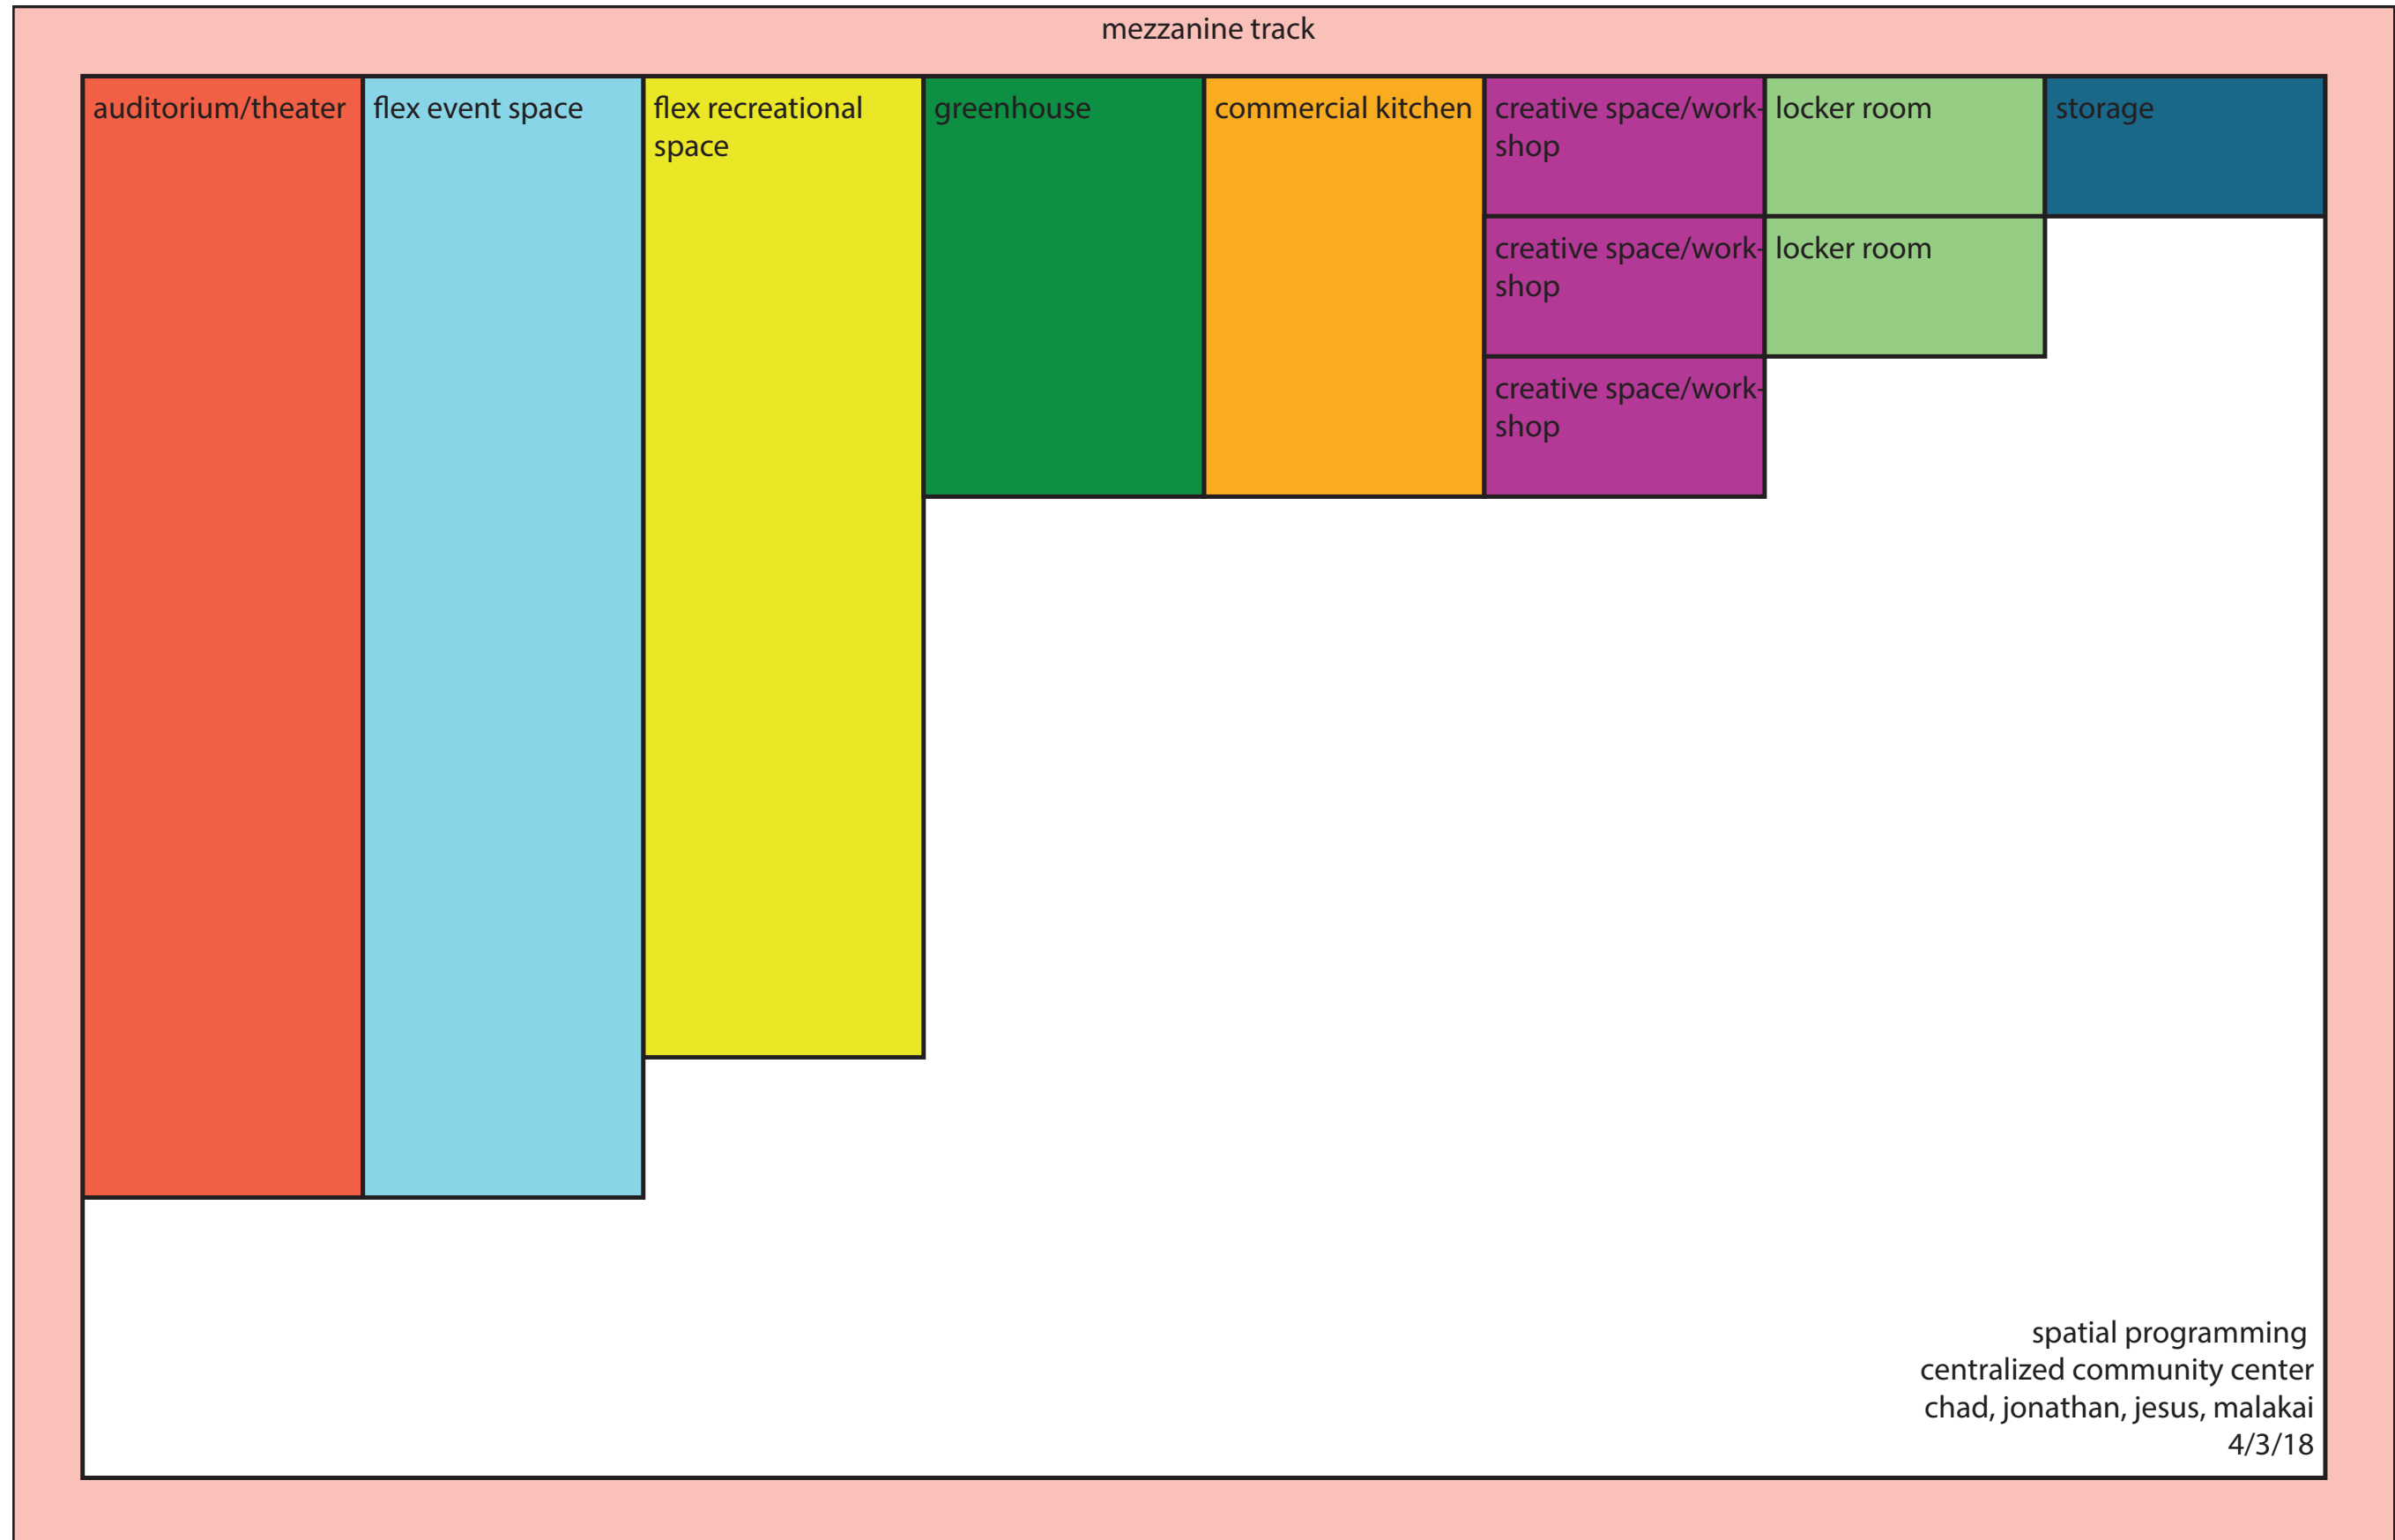 mezzanine track
auditorium/theater
flex event space
flex recreational
space
greenhouse
commercial kitchen
creative space/work-
shop
locker room
storage
creative space/work-
shop
locker room
creative space/work-
shop
spatial programming
centralized community center
chad, jonathan, jesus, malakai
4/3/18